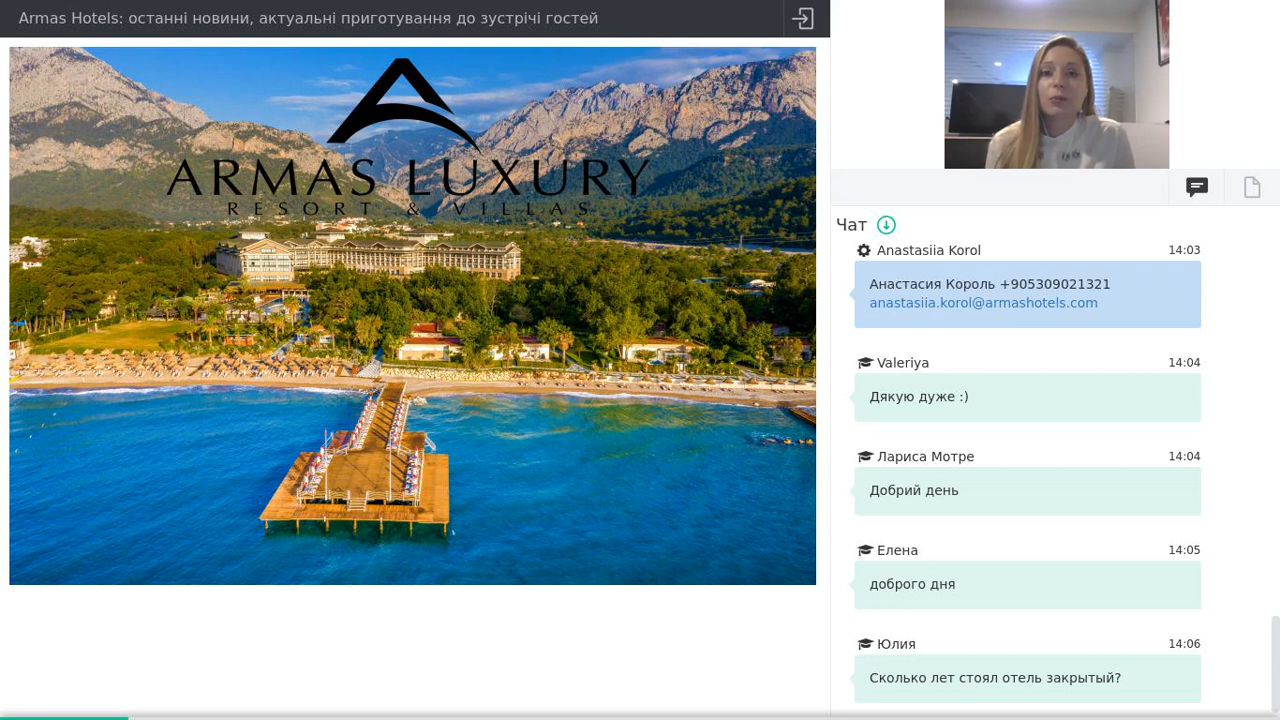 Armas Hotels: останні новини, актуальні приготування до зустрічі гостей
ARMAS LUXURY
RESORT & VILLAS
Чат
Anastasiia Korol 14:03
Анастасия Король +905309021321
anastasiia.korol@armashotels.com
Valeriya 14:04
Дякую дуже :)
Лариса Мотре 14:04
Добрий день
Елена 14:05
доброго дня
Юлия 14:06
Сколько лет стоял отель закрытый?